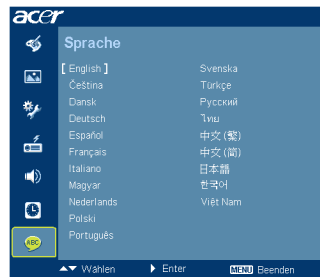 acer
Sprache
[ English ]
Čeština
Dansk
Deutsch
Español
Français
Italiano
Magyar
Nederlands
Polski
Português
Svenska
Türkçe
Русский
ไทย
中文 (繁)
中文 (简)
日本語
한국어
Việt Nam
ABC
▲▼ Wählen ▶ Enter MENU Beenden